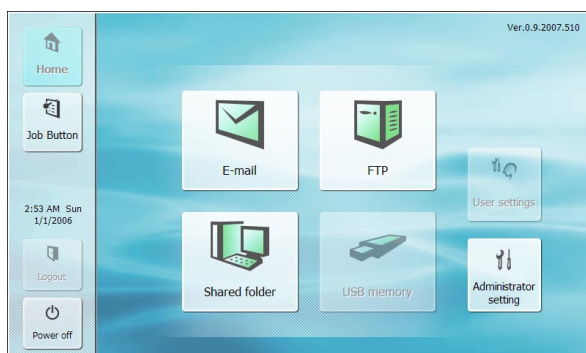 Ver.0.9.2007.510
Home
Job Button
2:53 AM Sun
1/1/2006
Logout
Power off
E-mail
FTP
Shared folder
USB memory
User settings
Administrator
setting